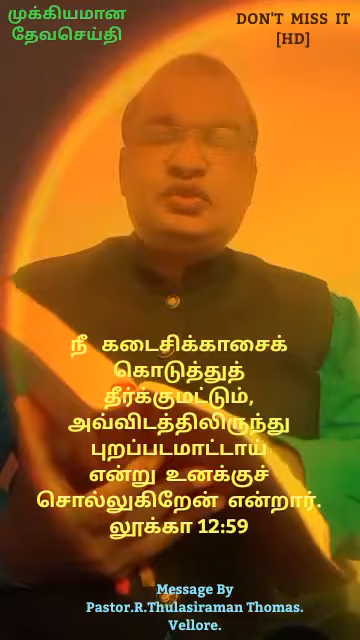 முக்கியமான
தேவசெய்தி
DON'T MISS IT
[HD]
நீ கடைசிக்காசைக்
கொடுத்துத்
தீர்க்குமட்டும்,
அவ்விடத்திலிருந்து
புறப்படமாட்டாய்
என்று உனக்குச்
சொல்லுகிறேன் என்றார்.
லூக்கா 12:59
Message By
Pastor.R.Thulasiraman Thomas.
Vellore.